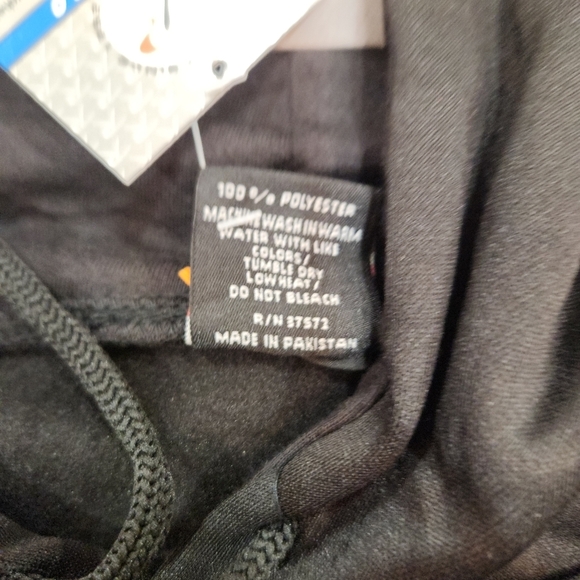 100 % POLYESTER
MACHINE WASH IN WARM
WATER WITH LIKE
COLORS/
TUMBLE DRY
LOW HEAT/
DO NOT BLEACH
R/N 37572
MADE IN PAKISTAN